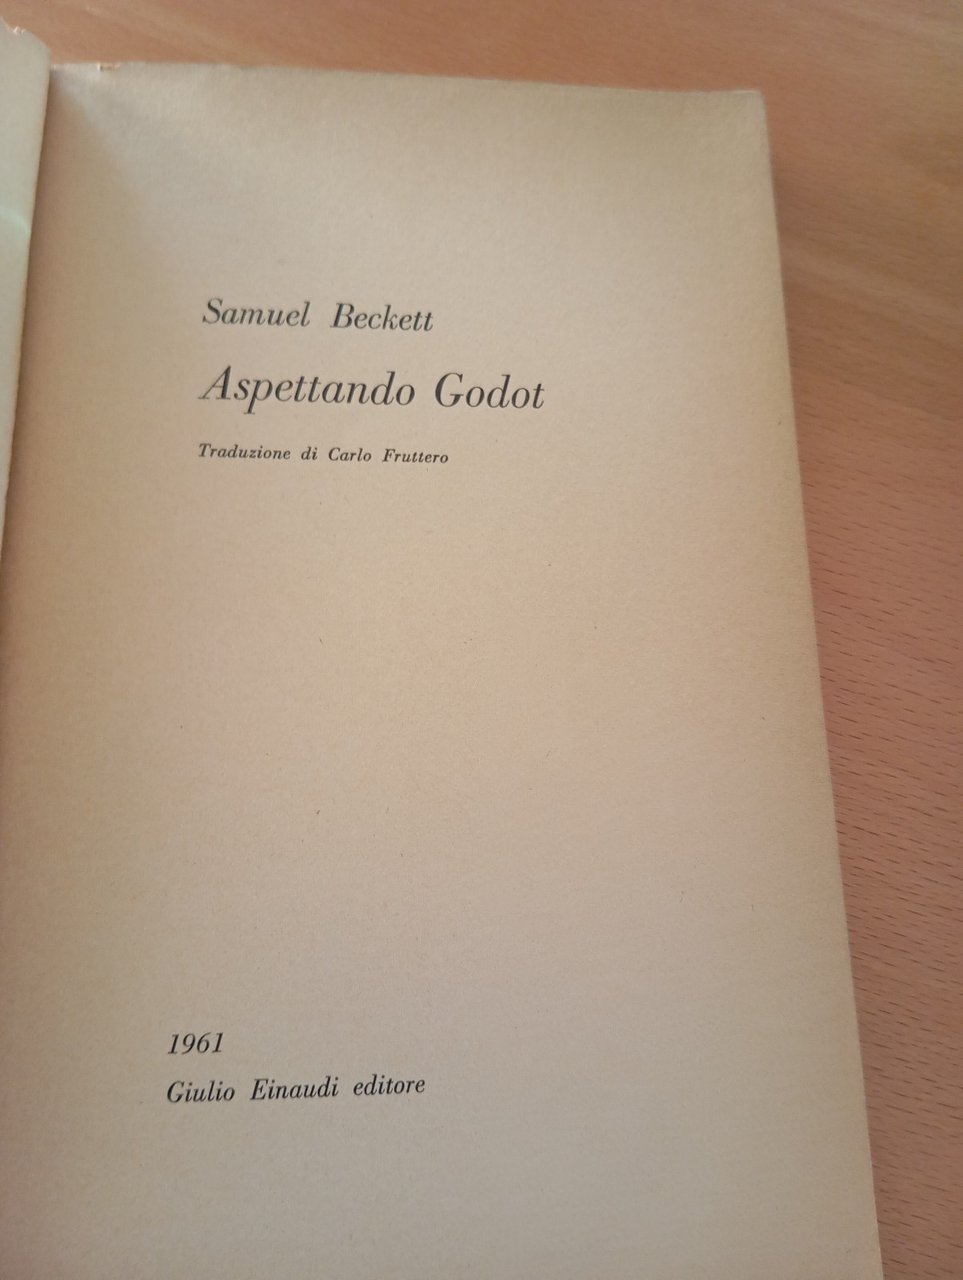 Samuel Beckett
Aspettando Godot
Traduzione di Carlo Fruttero
1961
Giulio Einaudi editore